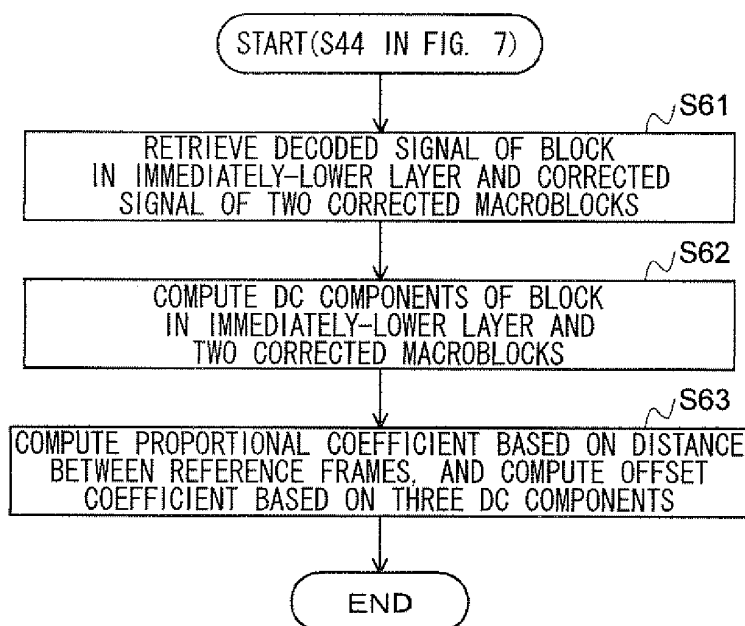 START(S44 IN FIG. 7)
S61
RETRIEVE DECODED SIGNAL OF BLOCK
IN IMMEDIATELY-LOWER LAYER AND CORRECTED
SIGNAL OF TWO CORRECTED MACROBLOCKS
S62
COMPUTE DC COMPONENTS OF BLOCK
IN IMMEDIATELY-LOWER LAYER AND
TWO CORRECTED MACROBLOCKS
S63
COMPUTE PROPORTIONAL COEFFICIENT BASED ON DISTANCE
BETWEEN REFERENCE FRAMES, AND COMPUTE OFFSET
COEFFICIENT BASED ON THREE DC COMPONENTS
END